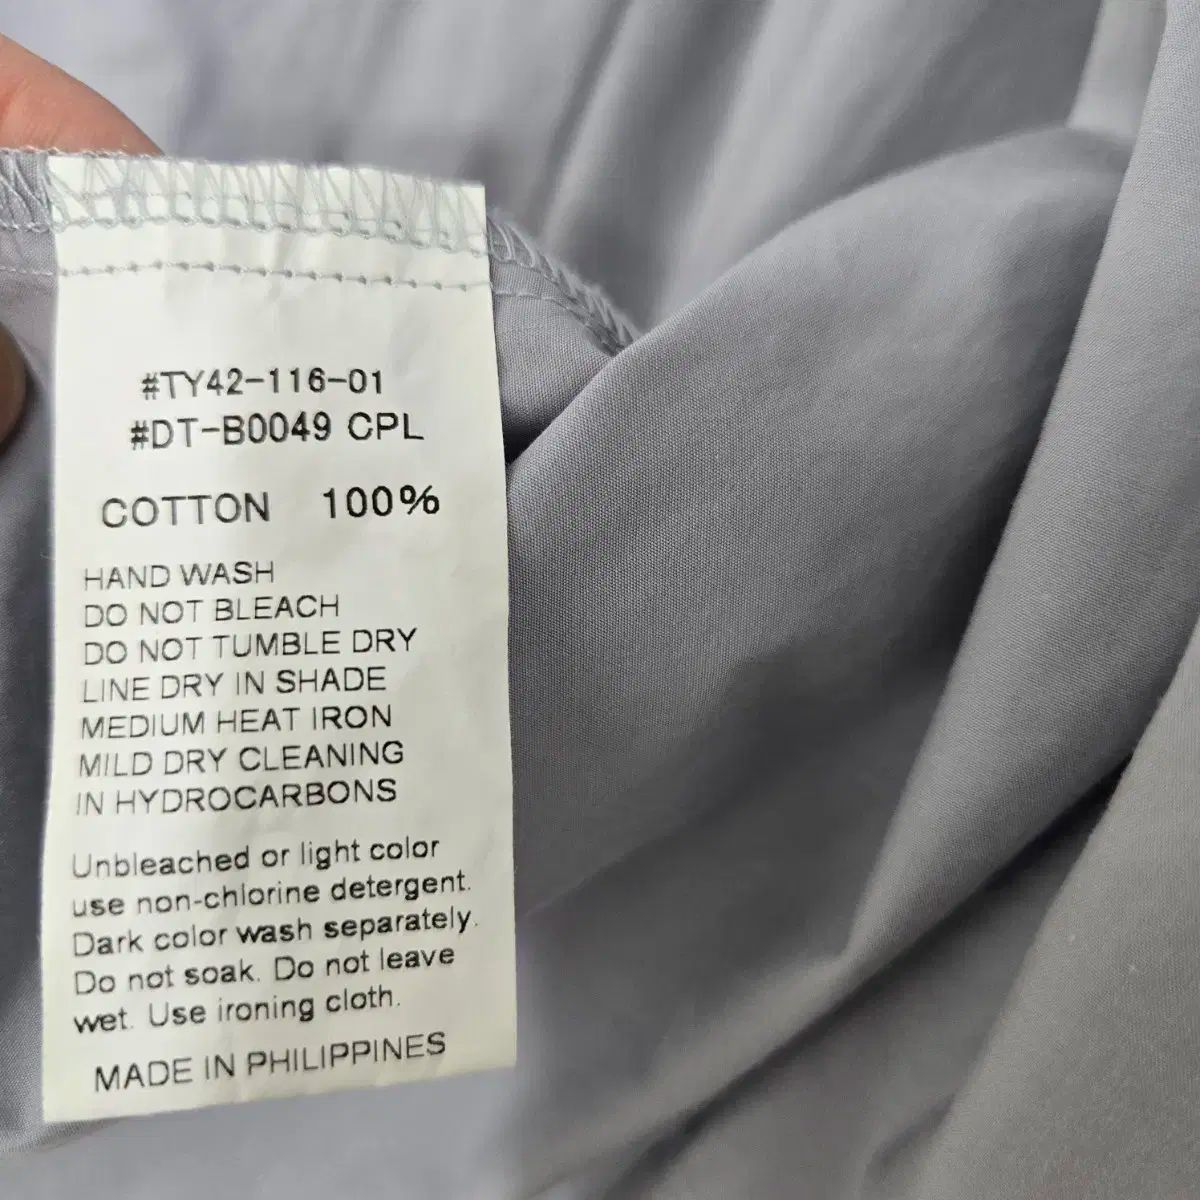 #TY42-116-01
#DT-B0049 CPL
COTTON 100%
HAND WASH
DO NOT BLEACH
DO NOT TUMBLE DRY
LINE DRY IN SHADE
MEDIUM HEAT IRON
MILD DRY CLEANING
IN HYDROCARBONS
Unbleached or light color
use non-chlorine detergent.
Dark color wash separately.
Do not soak. Do not leave
wet. Use ironing cloth.
MADE IN PHILIPPINES